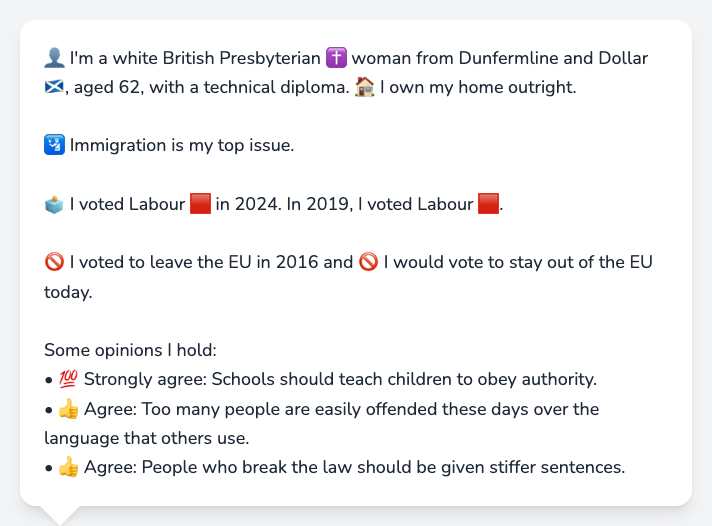 👤 I'm a white British Presbyterian ✝️ woman from Dunfermline and Dollar
🏴󠁧󠁢󠁳󠁣󠁴󠁿, aged 62, with a technical diploma. 🏠 I own my home outright.
🛂 Immigration is my top issue.
🗳️ I voted Labour 🟥 in 2024. In 2019, I voted Labour 🟥.
🚫 I voted to leave the EU in 2016 and 🚫 I would vote to stay out of the EU
today.
Some opinions I hold:
• 💯 Strongly agree: Schools should teach children to obey authority.
• 👍 Agree: Too many people are easily offended these days over the
language that others use.
• 👍 Agree: People who break the law should be given stiffer sentences.